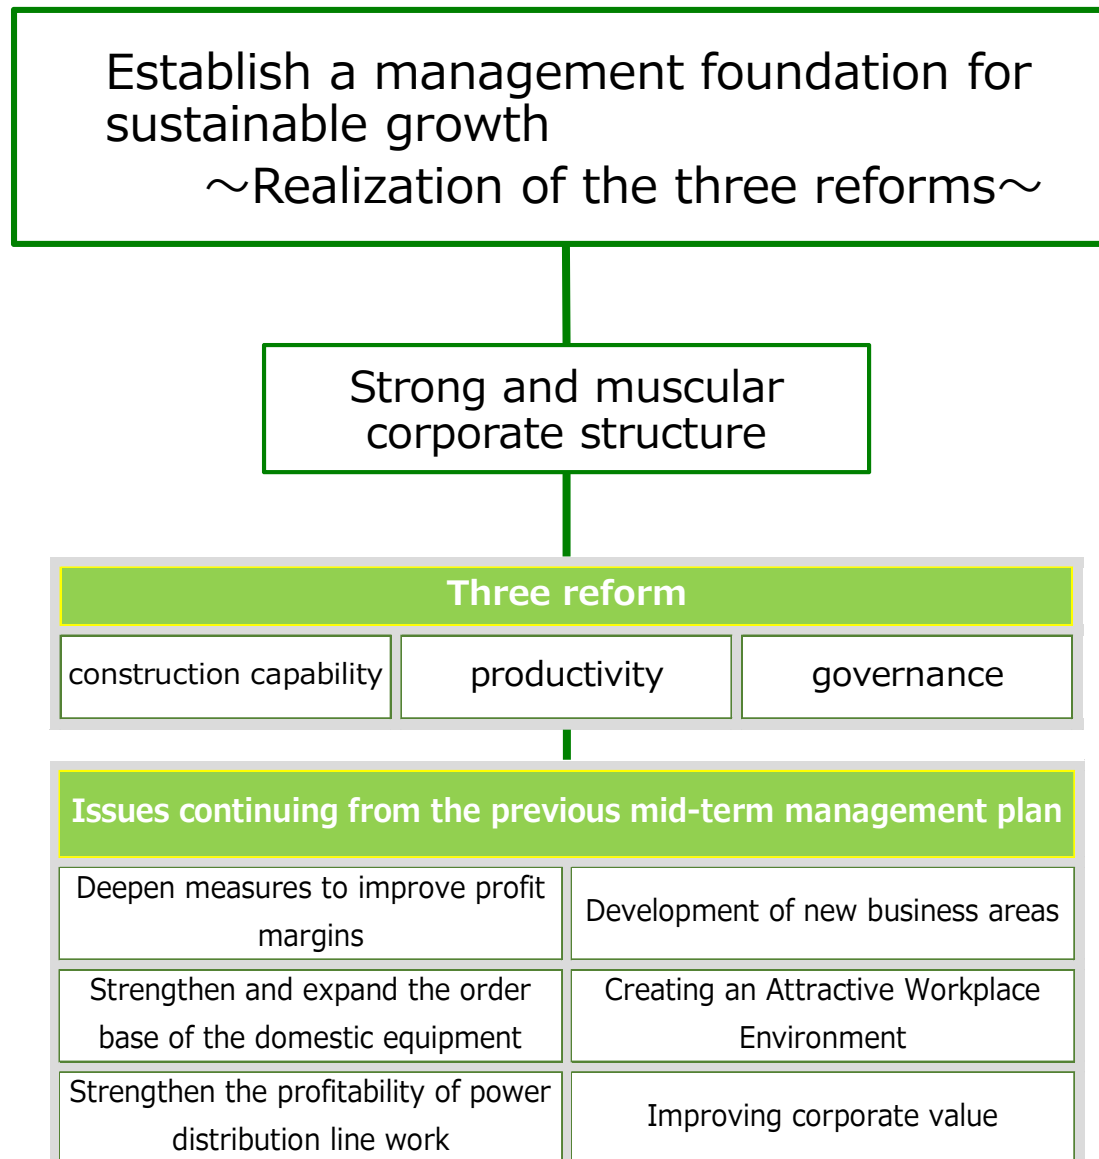 Establish a management foundation for
sustainable growth
～Realization of the three reforms～
Strong and muscular
corporate structure
Three reform
construction capability
productivity
governance
Issues continuing from the previous mid-term management plan
Deepen measures to improve profit
margins
Development of new business areas
Strengthen and expand the order
base of the domestic equipment
Creating an Attractive Workplace
Environment
Strengthen the profitability of power
distribution line work
Improving corporate value